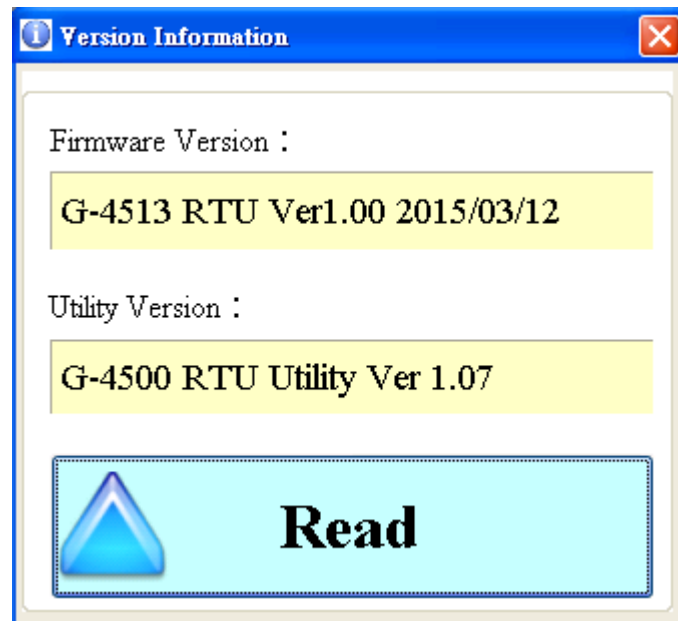 Version Information
Firmware Version：
G-4513 RTU Ver1.00 2015/03/12
Utility Version：
G-4500 RTU Utility Ver 1.07
Read